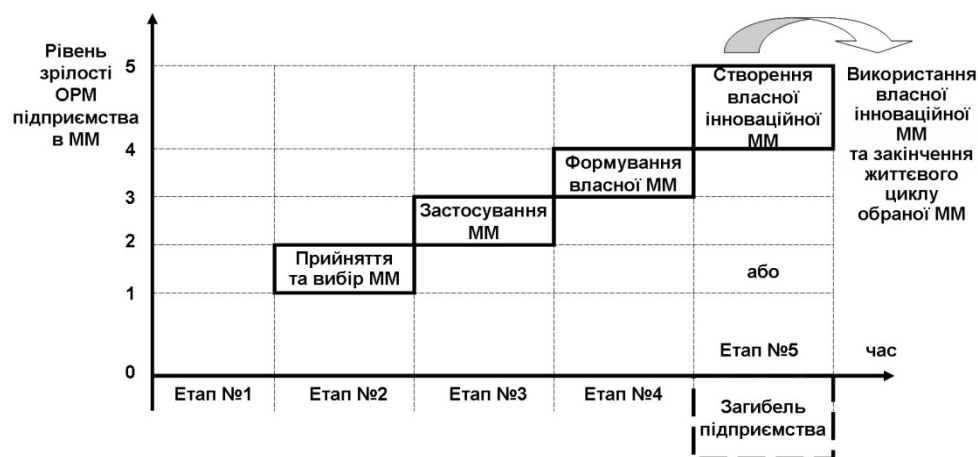 Рівень
зрілості
ОРМ
підприємства
в ММ
5
4
3
2
1
0
Створення
власної
інноваційної
ММ
Формування
власної ММ
Застосування
ММ
Прийняття
та вибір ММ
Використання
власної
інноваційної
ММ
та закінчення
життєвого
циклу
обраної ММ
або
Етап №5
час
Етап №1
Етап №2
Етап №3
Етап №4
Загибель
підприємства